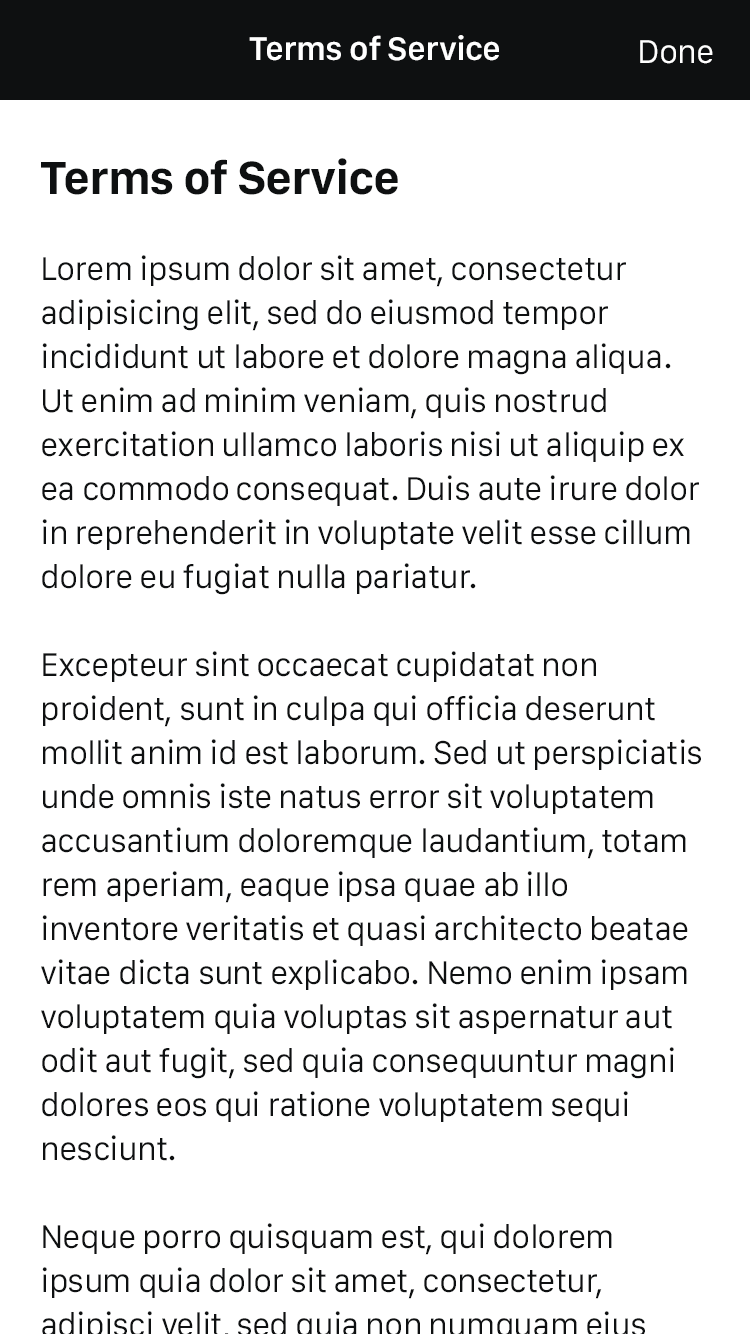 Terms of Service
Done
Terms of Service
Lorem ipsum dolor sit amet, consectetur
adipisicing elit, sed do eiusmod tempor
incididunt ut labore et dolore magna aliqua.
Ut enim ad minim veniam, quis nostrud
exercitation ullamco laboris nisi ut aliquip ex
ea commodo consequat. Duis aute irure dolor
in reprehenderit in voluptate velit esse cillum
dolore eu fugiat nulla pariatur.
Excepteur sint occaecat cupidatat non
proident, sunt in culpa qui officia deserunt
mollit anim id est laborum. Sed ut perspiciatis
unde omnis iste natus error sit voluptatem
accusantium doloremque laudantium, totam
rem aperiam, eaque ipsa quae ab illo
inventore veritatis et quasi architecto beatae
vitae dicta sunt explicabo. Nemo enim ipsam
voluptatem quia voluptas sit aspernatur aut
odit aut fugit, sed quia consequuntur magni
dolores eos qui ratione voluptatem sequi
nesciunt.
Neque porro quisquam est, qui dolorem
ipsum quia dolor sit amet, consectetur,
adipisci velit, sed quia non numquam eius